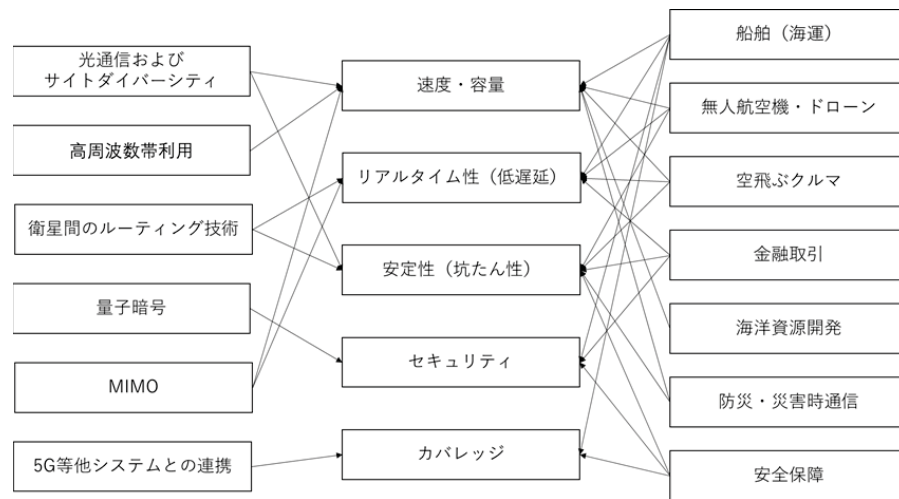 光通信および
サイトダイバーシティ
高周波数帯利用
衛星間のルーティング技術
量子暗号
MIMO
5G等他システムとの連携
速度・容量
リアルタイム性（低遅延）
安定性（坑たん性）
セキュリティ
カバレッジ
船舶（海運）
無人航空機・ドローン
空飛ぶクルマ
金融取引
海洋資源開発
防災・災害時通信
安全保障